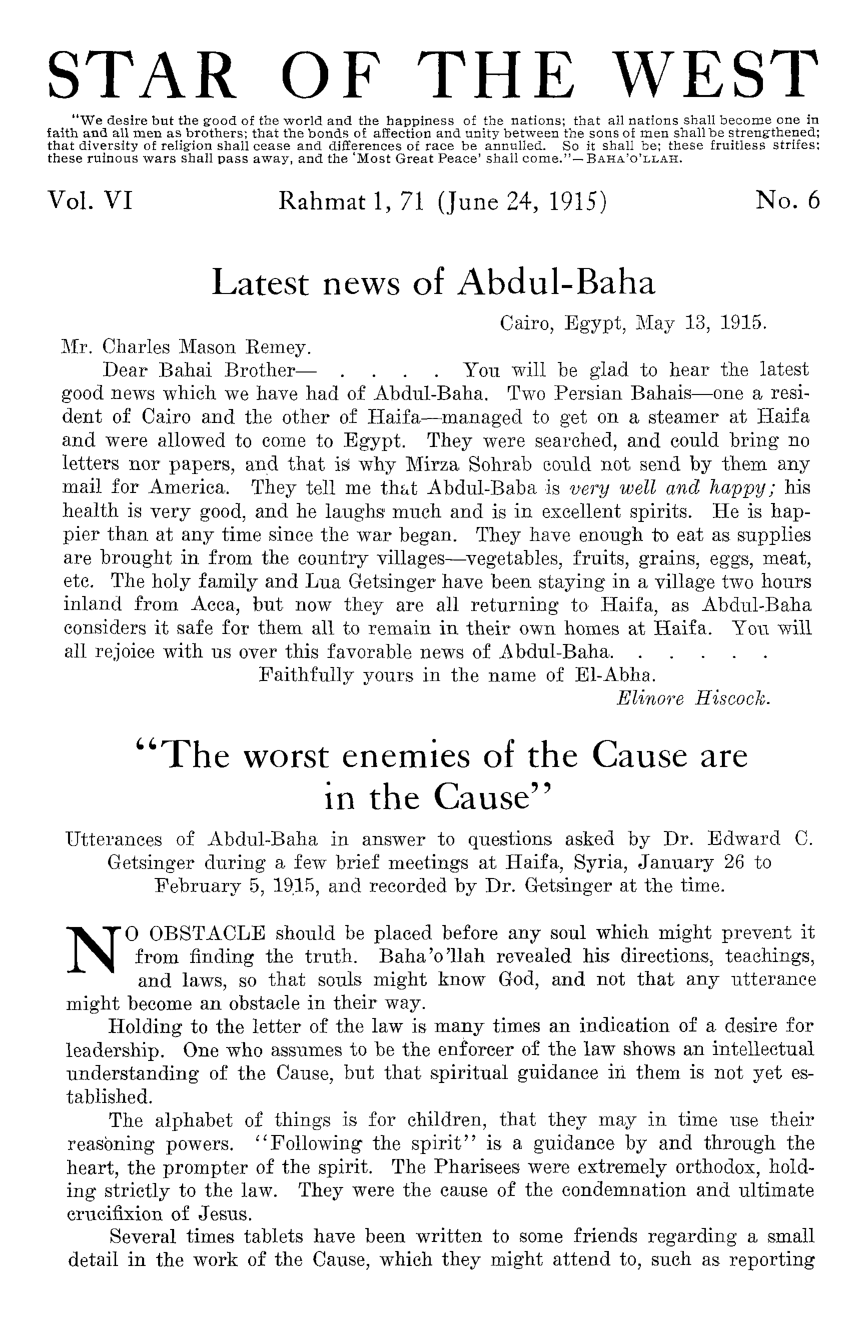 STAR OF THE WEST
"We desire but the good of the world and the happiness of the nations; that all nations shall become one in
faith and all men as brothers; that the bonds of affection and unity between the sons of men shall be strengthened;
that diversity of religion shall cease and differences of race be annulled. So it shall be; these fruitless strifes;
these ruinous wars shall pass away, and the 'Most Great Peace' shall come."—BAHA'O'LLAH.
Vol. VI Rahmat 1, 71 (June 24, 1915) No. 6
Latest news of Abdul-Baha
Cairo, Egypt, May 13, 1915.
Mr. Charles Mason Remey.
Dear Bahai Brother— . . . . You will be glad to hear the latest
good news which we have had of Abdul-Baha. Two Persian Bahais—one a resi-
dent of Cairo and the other of Haifa—managed to get on a steamer at Haifa
and were allowed to come to Egypt. They were searched, and could bring no
letters nor papers, and that is why Mirza Sohrab could not send by them any
mail for America. They tell me that Abdul-Baba is very well and happy; his
health is very good, and he laughs much and is in excellent spirits. He is hap-
pier than at any time since the war began. They have enough to eat as supplies
are brought in from the country villages—vegetables, fruits, grains, eggs, meat,
etc. The holy family and Lua Getsinger have been staying in a village two hours
inland from Acca, but now they are all returning to Haifa, as Abdul-Baha
considers it safe for them all to remain in their own homes at Haifa. You will
all rejoice with us over this favorable news of Abdul-Baha. . . . . .
Faithfully yours in the name of El-Abha.
Elinore Hiscock.
"The worst enemies of the Cause are
in the Cause"
Utterances of Abdul-Baha in answer to questions asked by Dr. Edward C.
Getsinger during a few brief meetings at Haifa, Syria, January 26 to
February 5, 1915, and recorded by Dr. Getsinger at the time.
NO OBSTACLE should be placed before any soul which might prevent it
from finding the truth. Baha'o'llah revealed his directions, teachings,
and laws, so that souls might know God, and not that any utterance
might become an obstacle in their way.
Holding to the letter of the law is many times an indication of a desire for
leadership. One who assumes to be the enforcer of the law shows an intellectual
understanding of the Cause, but that spiritual guidance in them is not yet es-
tablished.
The alphabet of things is for children, that they may in time use their
reasoning powers. "Following the spirit" is a guidance by and through the
heart, the prompter of the spirit. The Pharisees were extremely orthodox, hold-
ing strictly to the law. They were the cause of the condemnation and ultimate
crucifixion of Jesus.
Several times tablets have been written to some friends regarding a small
detail in the work of the Cause, which they might attend to, such as reporting